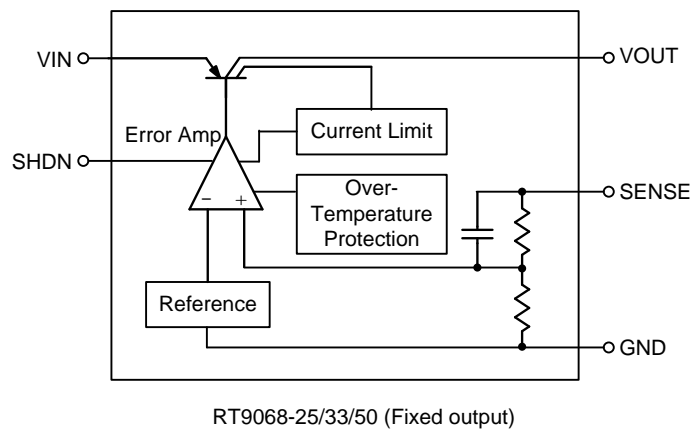 VIN
VOUT
Error Amp
Current Limit
SHDN
Over-
Temperature
Protection
SENSE
− +
Reference
GND
RT9068-25/33/50 (Fixed output)